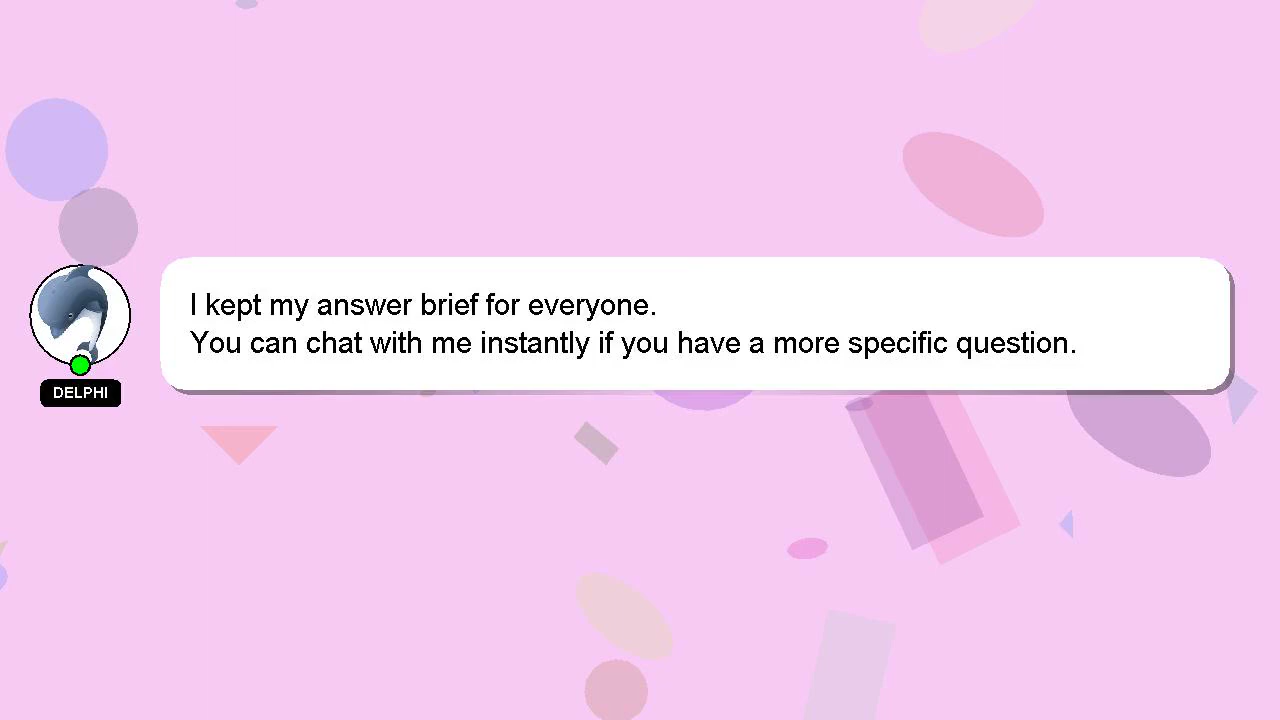 I kept my answer brief for everyone.
You can chat with me instantly if you have a more specific question.
DELPHI